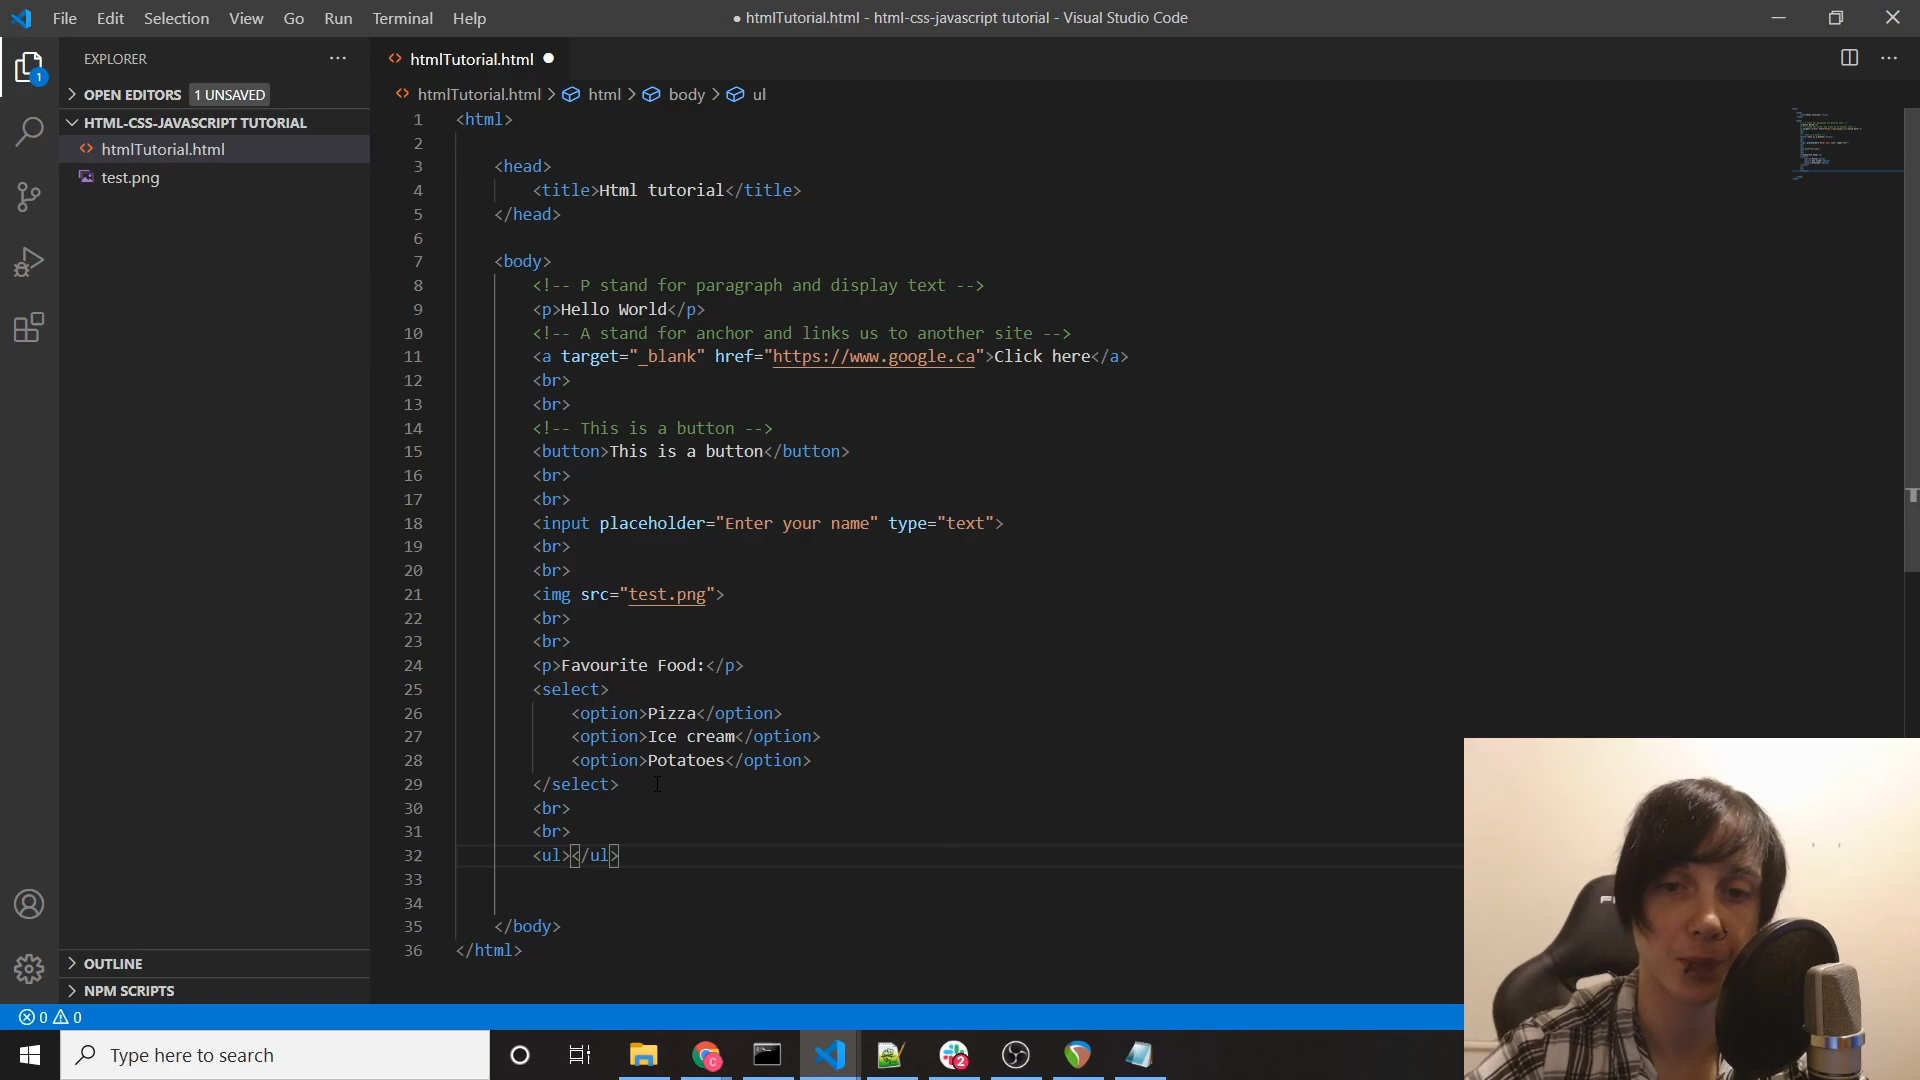 File Edit Selection View Go Run Terminal Help
● htmlTutorial.html - html-css-javascript tutorial - Visual Studio Code
EXPLORER
OPEN EDITORS 1 UNSAVED
HTML-CSS-JAVASCRIPT TUTORIAL
htmlTutorial.html
test.png
OUTLINE
NPM SCRIPTS
1
htmlTutorial.html
htmlTutorial.html > html > body > ul
1 <html>
2
3 <head>
4 <title>Html tutorial</title>
5 </head>
6
7 <body>
8 <!-- P stand for paragraph and display text -->
9 <p>Hello World</p>
10 <!-- A stand for anchor and links us to another site -->
11 <a target="_blank" href="https://www.google.ca">Click here</a>
12 <br>
13 <br>
14 <!-- This is a button -->
15 <button>This is a button</button>
16 <br>
17 <br>
18 <input placeholder="Enter your name" type="text">
19 <br>
20 <br>
21 <img src="test.png">
22 <br>
23 <br>
24 <p>Favourite Food:</p>
25 <select>
26 <option>Pizza</option>
27 <option>Ice cream</option>
28 <option>Potatoes</option>
29 </select>
30 <br>
31 <br>
32 <ul></ul>
33
34
35 </body>
36 </html>
0 0
Type here to search
C
2